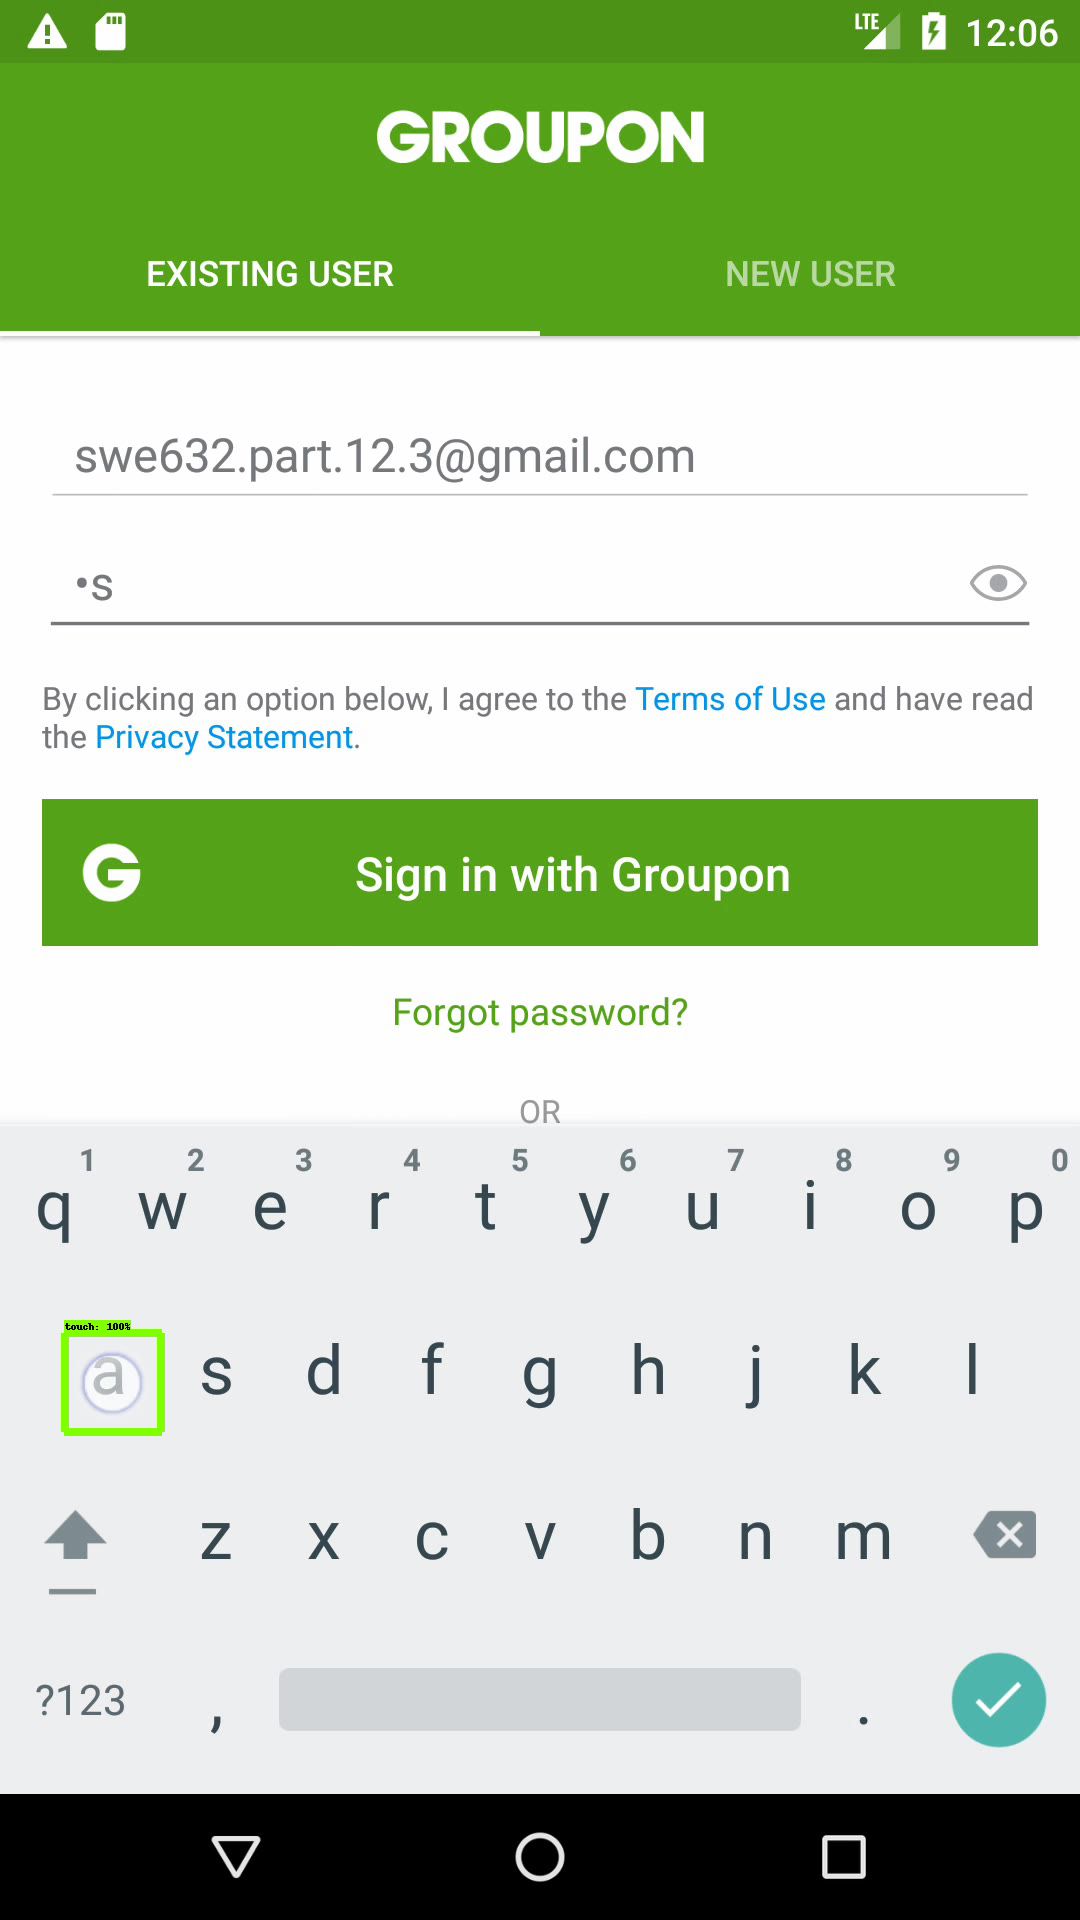 LTE 12:06
GROUPON
EXISTING USER NEW USER
swe632.part.12.3@gmail.com
•s
By clicking an option below, I agree to the Terms of Use and have read
the Privacy Statement.
G Sign in with Groupon
Forgot password?
OR
1 2 3 4 5 6 7 8 9 0
q w e r t y u i o p
touch: 100%
a s d f g h j k l
z x c v b n m
?123 , .